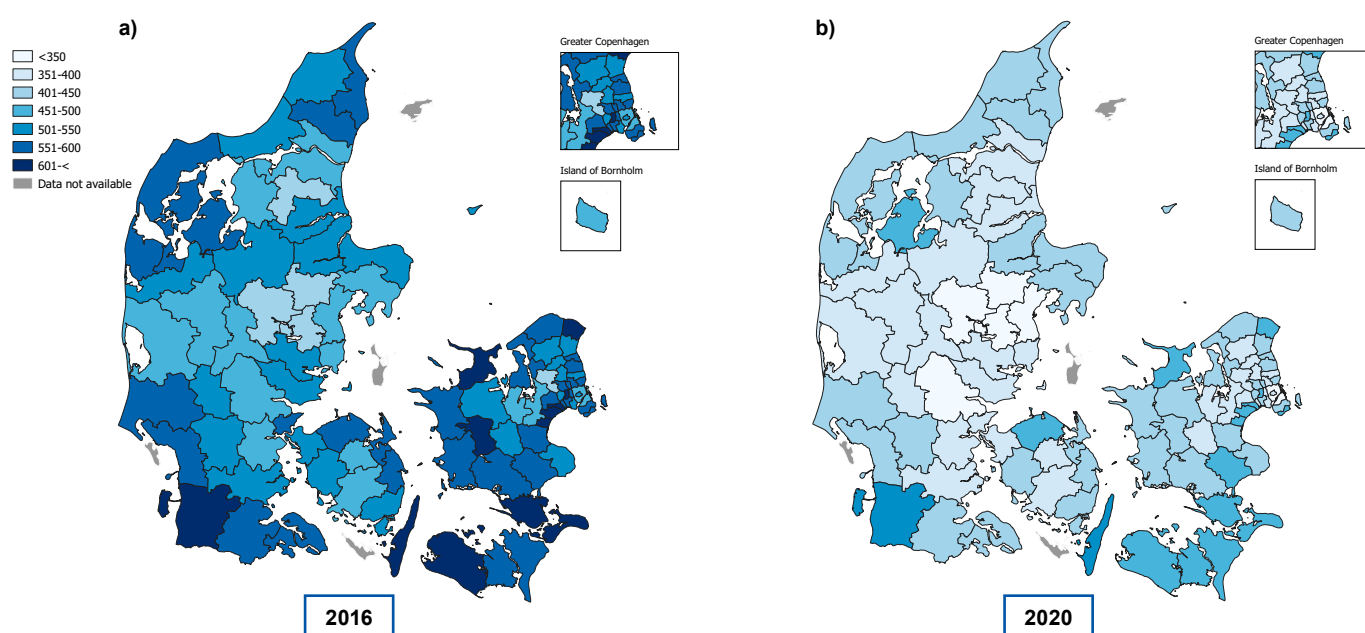 a)
<350
351-400
401-450
451-500
501-550
551-600
601-<
Data not available
Greater Copenhagen
Island of Bornholm
2016
b)
Greater Copenhagen
Island of Bornholm
2020